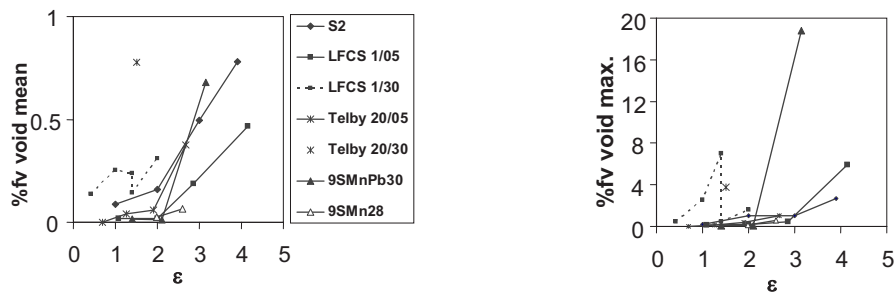 %fv void mean
1
0.5
0
0 1 2 3 4 5
ε
S2
LFCS 1/05
LFCS 1/30
Telby 20/05
Telby 20/30
9SMnPb30
9SMn28
%fv void max.
20
16
12
8
4
0
0 1 2 3 4 5
ε